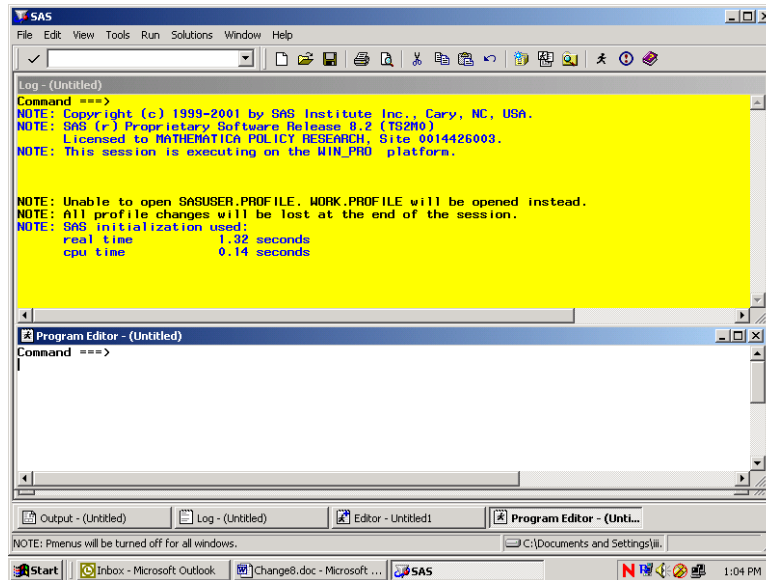 SAS
File Edit View Tools Run Solutions Window Help
Log - (Untitled)
Command ===>
NOTE: Copyright (c) 1999-2001 by SAS Institute Inc., Cary, NC, USA.
NOTE: SAS (r) Proprietary Software Release 8.2 (TS2M0)
Licensed to MATHEMATICA POLICY RESEARCH, Site 0014426003.
NOTE: This session is executing on the WIN_PRO platform.
NOTE: Unable to open SASUSER.PROFILE. WORK.PROFILE will be opened instead.
NOTE: All profile changes will be lost at the end of the session.
NOTE: SAS initialization used:
real time 1.32 seconds
cpu time 0.14 seconds
Program Editor - (Untitled)
Command ===>
Output - (Untitled) Log - (Untitled) Editor - Untitled1 Program Editor - (Unti...
NOTE: Pmenus will be turned off for all windows. C:\Documents and Settings\iii.
Start Inbox - Microsoft Outlook Change8.doc - Microsoft ... SAS N 1:04 PM